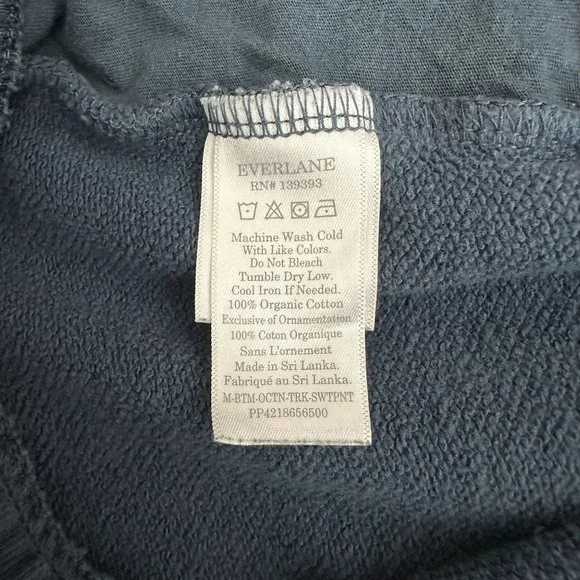 EVERLANE
RN# 139393
Machine Wash Cold
With Like Colors.
Do Not Bleach
Tumble Dry Low.
Cool Iron If Needed.
100% Organic Cotton
Exclusive of Ornamentation
100% Coton Organique
Sans L'ornement
Made in Sri Lanka.
Fabriqué au Sri Lanka.
M-BTM-OCTN-TRK-SWTPNT
PP4218656500